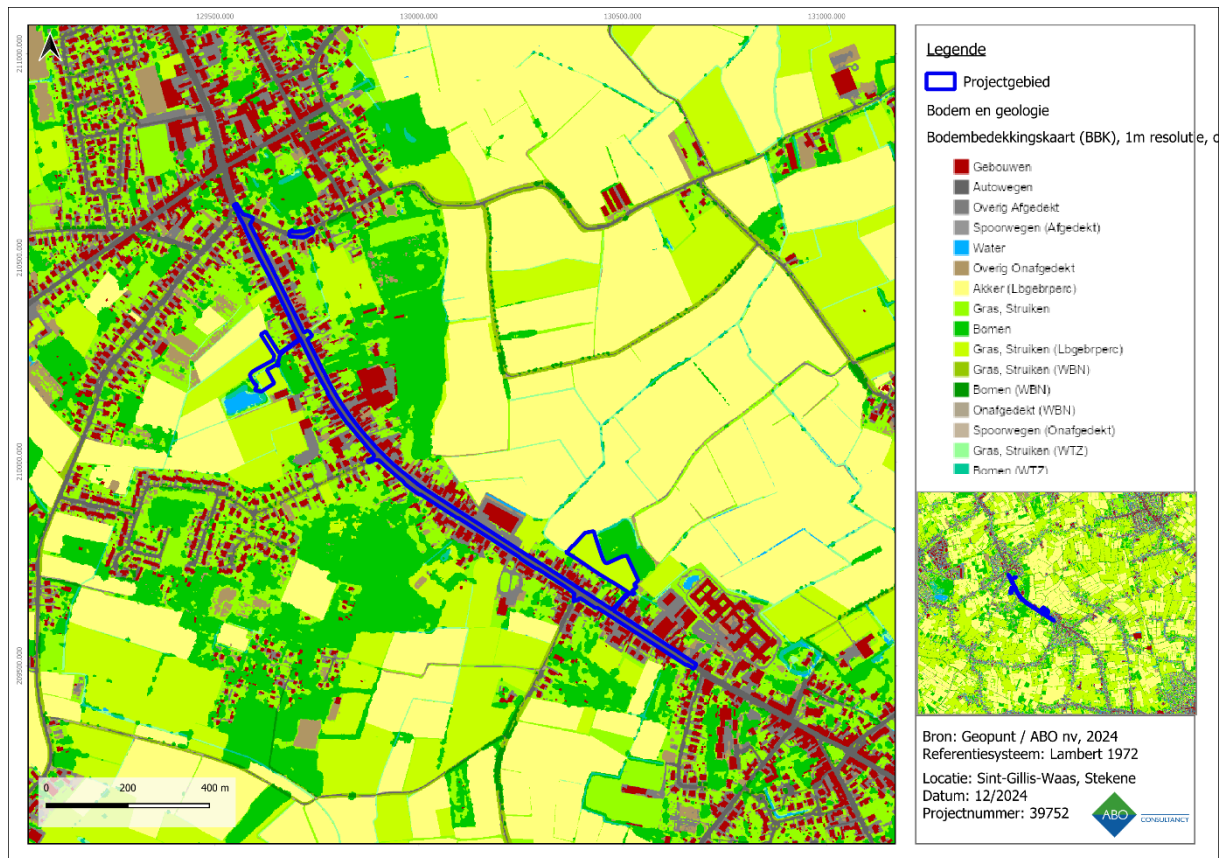 129500.000 130000.000 130500.000 131000.000
211000.000
210500.000
210000.000
209500.000
0 200 400 m
Legende
Projectgebied
Bodem en geologie
Bodembedekkingskaart (BBK), 1m resolutie, o
Gebouwen
Autowegen
Overig Afgedekt
Spoorwegen (Afgedekt)
Water
Overig Onafgedekt
Akker (Lbgebrperc)
Gras, Struiken
Bomen
Gras, Struiken (Lbgebrperc)
Gras, Struiken (WBN)
Bomen (WBN)
Onafgedekt (WBN)
Spoorwegen (Onafgedekt)
Gras, Struiken (WTZ)
Bomen (WTZ)
Bron: Geopunt / ABO nv, 2024
Referentiesysteem: Lambert 1972
Locatie: Sint-Gillis-Waas, Stekene
Datum: 12/2024
Projectnummer: 39752
ABO CONSULTANCY